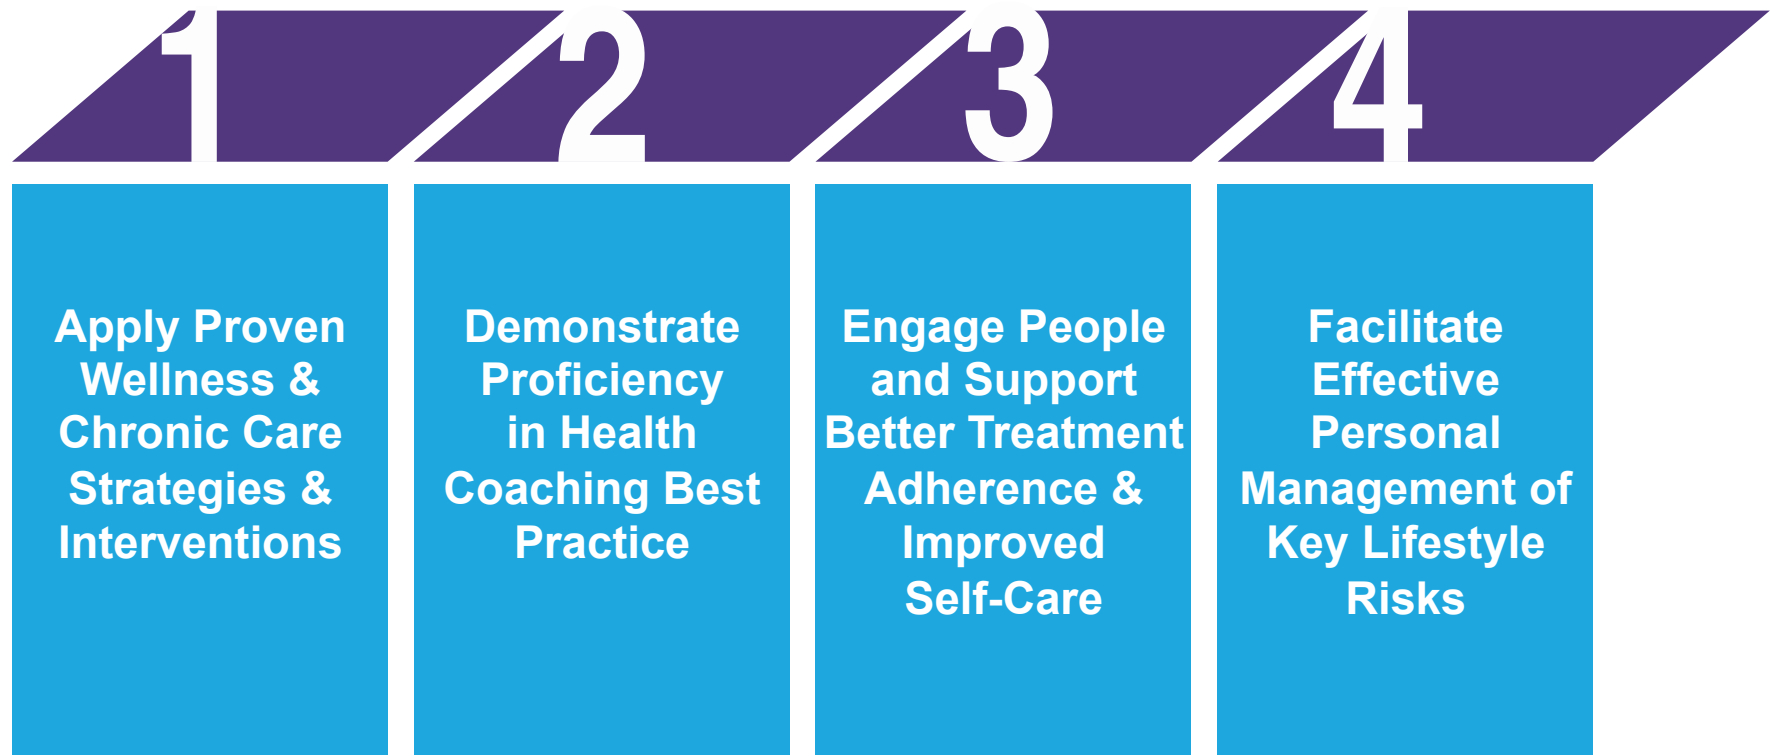 1
2
3
4
Apply Proven
Wellness &
Chronic Care
Strategies &
Interventions
Demonstrate
Proficiency
in Health
Coaching Best
Practice
Engage People
and Support
Better Treatment
Adherence &
Improved
Self-Care
Facilitate
Effective
Personal
Management of
Key Lifestyle
Risks